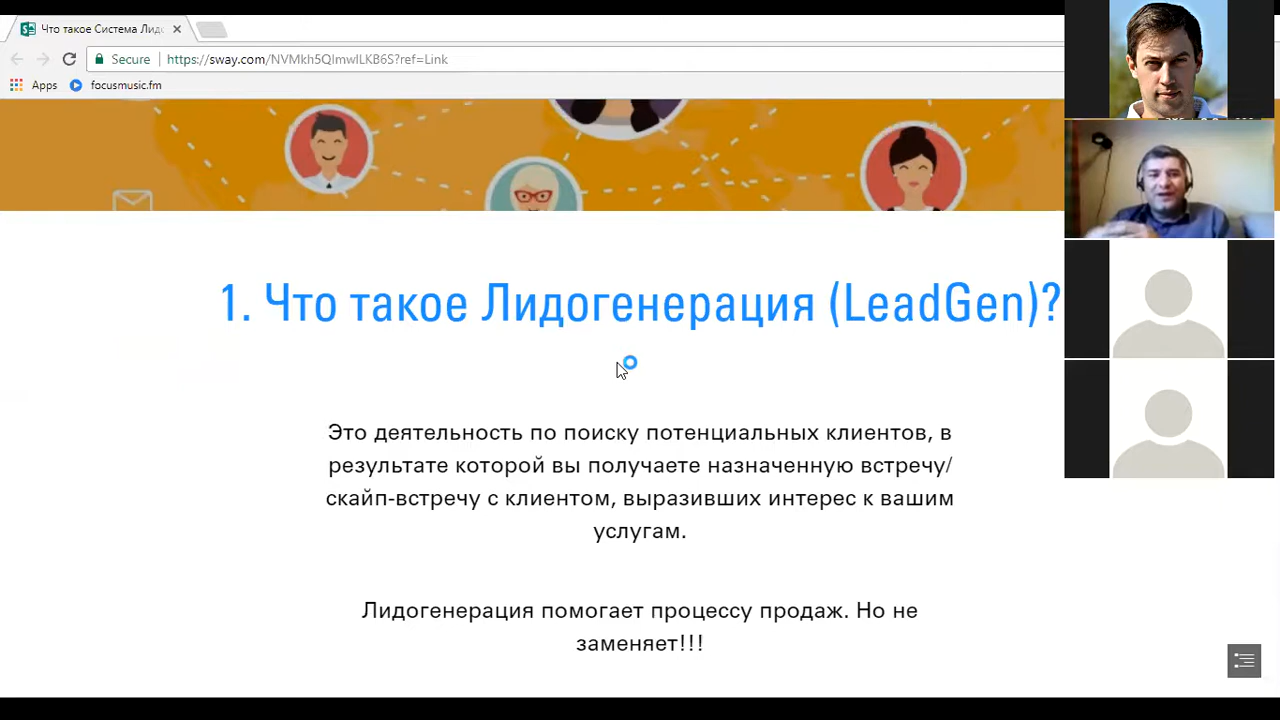 Что такое Система Лидо
Secure
https://sway.com/NVMkh5QlmwlLKB6S?ref=Link
Apps
focusmusic.fm
1. Что такое Лидогенерация (LeadGen)?
Это деятельность по поиску потенциальных клиентов, в
результате которой вы получаете назначенную встречу/
скайп-встречу с клиентом, выразивших интерес к вашим
услугам.
Лидогенерация помогает процессу продаж. Но не
заменяет!!!